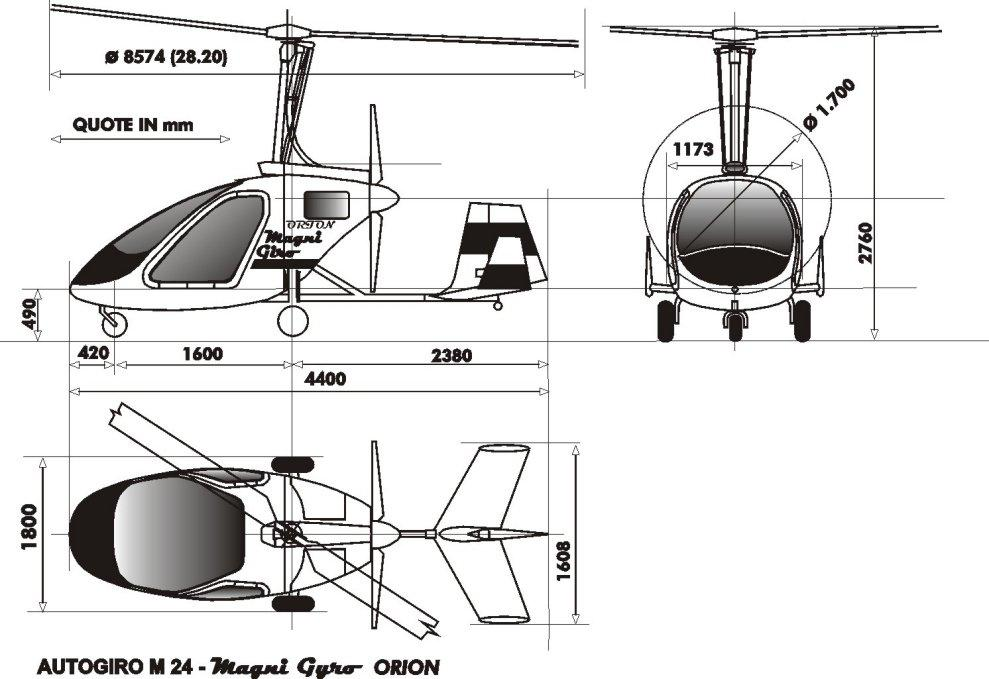 Ø 8574 (28.20)
QUOTE IN mm
Ø 1.700
1173
2760
ORION
Magni
Giro
490
420
1600
2380
4400
1800
1608
AUTOGIRO M 24 - Magni Gyro ORION